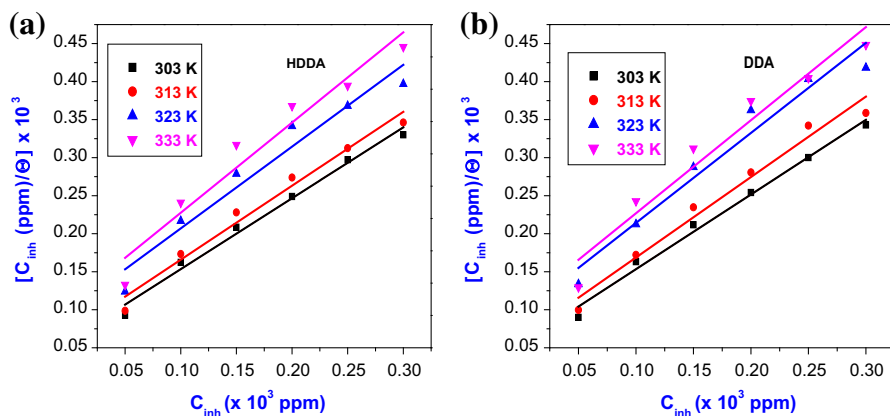 (a)
HDDA
303 K
313 K
323 K
333 K
0.45
0.40
0.35
0.30
0.25
0.20
0.15
0.10
0.05
[C_inh (ppm)/Θ] x 10^3
0.05 0.10 0.15 0.20 0.25 0.30
C_inh (x 10^3 ppm)
(b)
DDA
303 K
313 K
323 K
333 K
0.45
0.40
0.35
0.30
0.25
0.20
0.15
0.10
0.05
[C_inh (ppm)/Θ] x 10^3
0.05 0.10 0.15 0.20 0.25 0.30
C_inh (x 10^3 ppm)